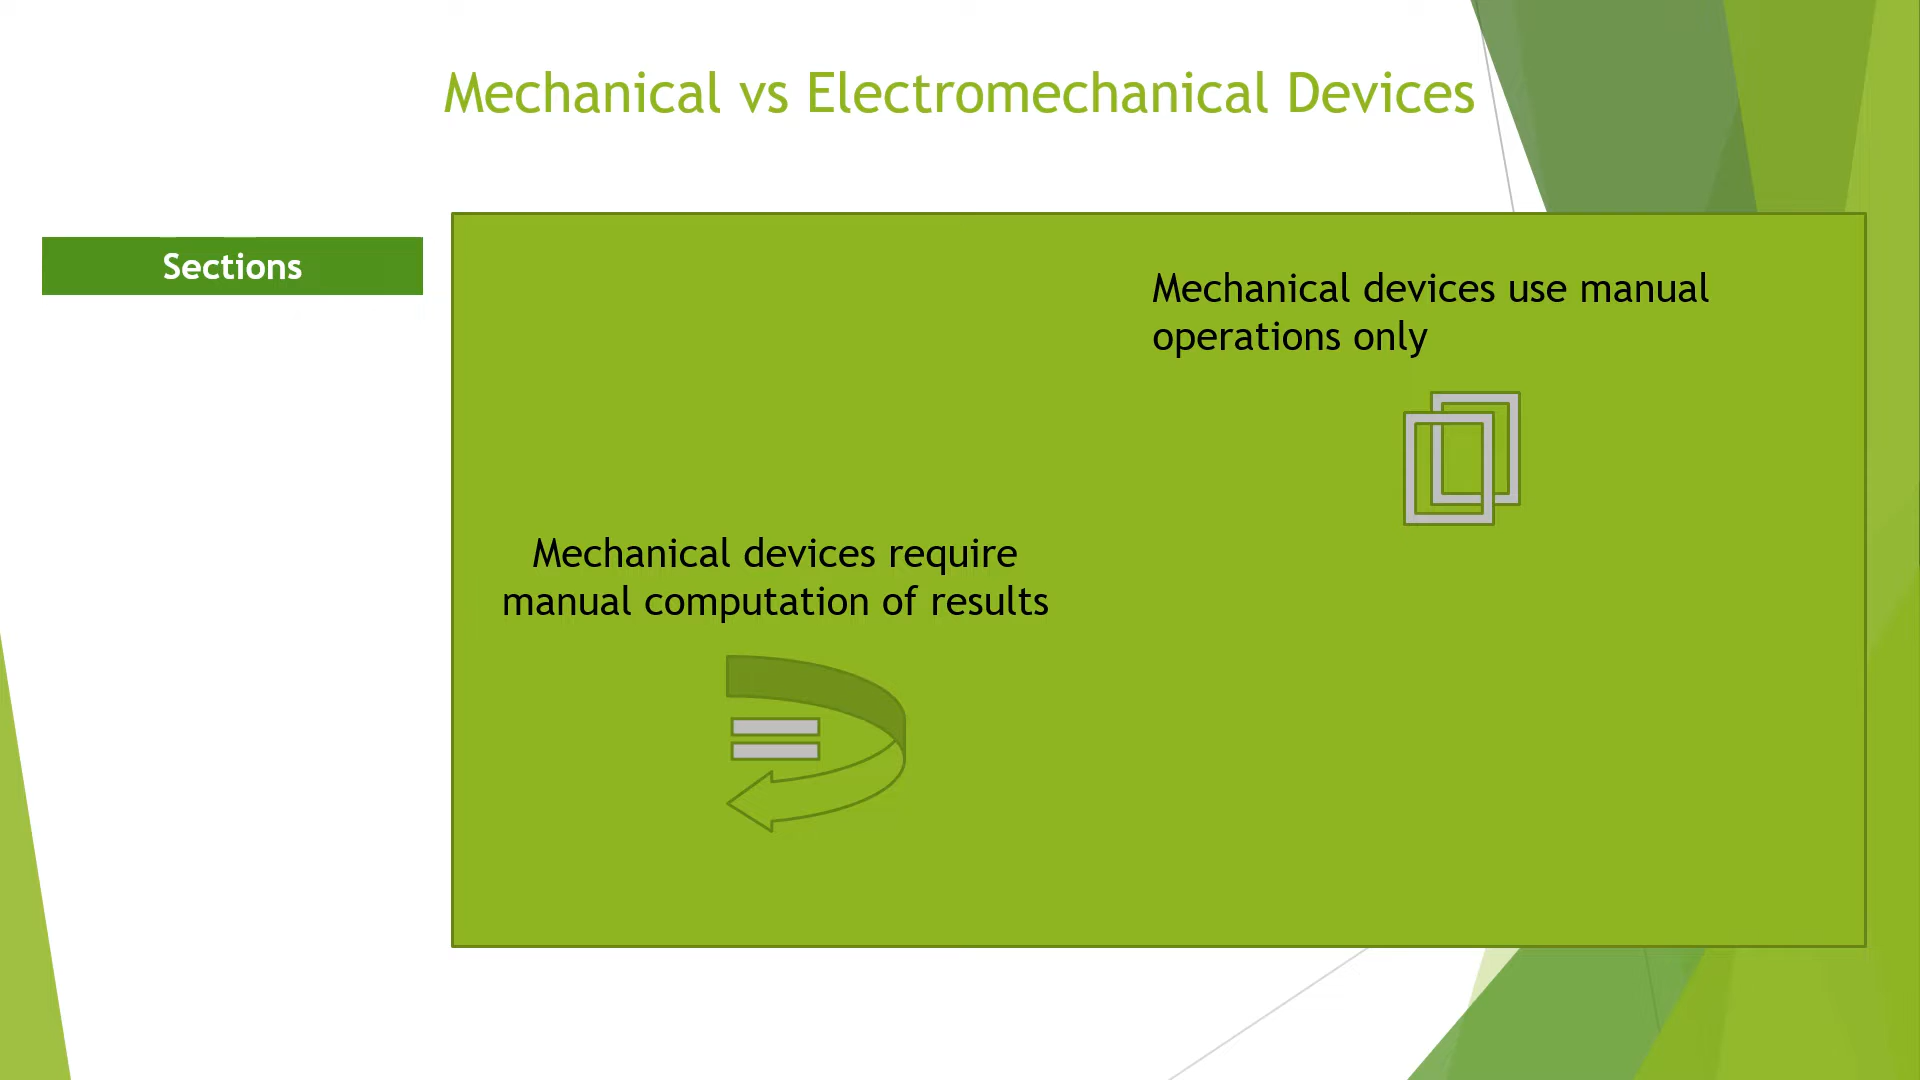 Mechanical vs Electromechanical Devices
Sections
Mechanical devices use manual
operations only
Mechanical devices require
manual computation of results